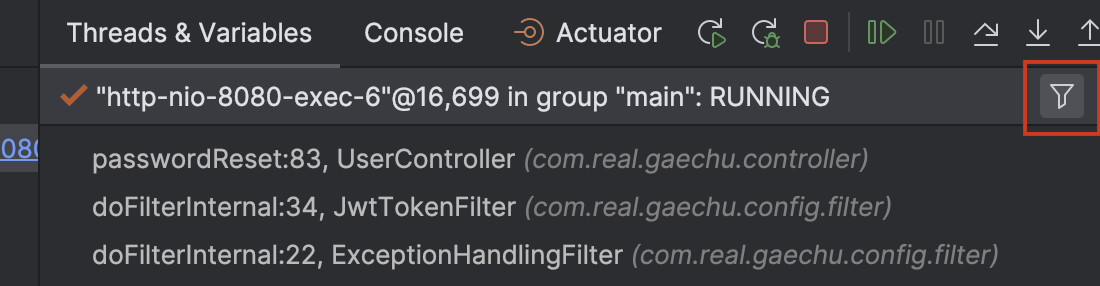 Threads & Variables Console Actuator
"http-nio-8080-exec-6"@16,699 in group "main": RUNNING
080
passwordReset:83, UserController (com.real.gaechu.controller)
doFilterInternal:34, JwtTokenFilter (com.real.gaechu.config.filter)
doFilterInternal:22, ExceptionHandlingFilter (com.real.gaechu.config.filter)